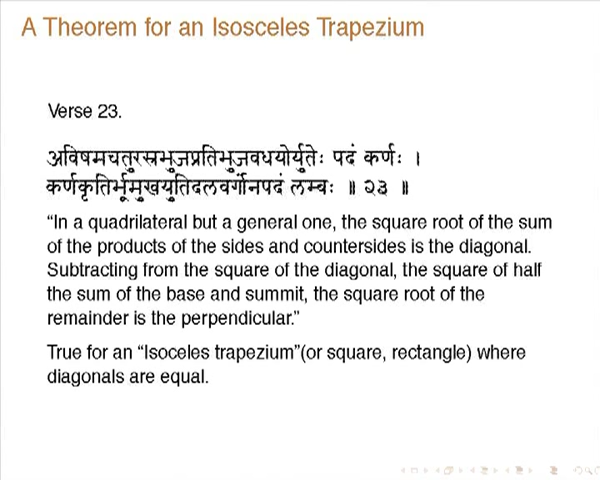 A Theorem for an Isosceles Trapezium
Verse 23.
अविषमचतुरस्रभुजप्रतिभुजवधयोर्युतेः पदं कर्णः ।
कर्णकृतिर्भूमुखयुतिदलवर्गोनपदं लम्बः ॥ २३ ॥
“In a quadrilateral but a general one, the square root of the sum
of the products of the sides and countersides is the diagonal.
Subtracting from the square of the diagonal, the square of half
the sum of the base and summit, the square root of the
remainder is the perpendicular.”
True for an “Isoceles trapezium”(or square, rectangle) where
diagonals are equal.